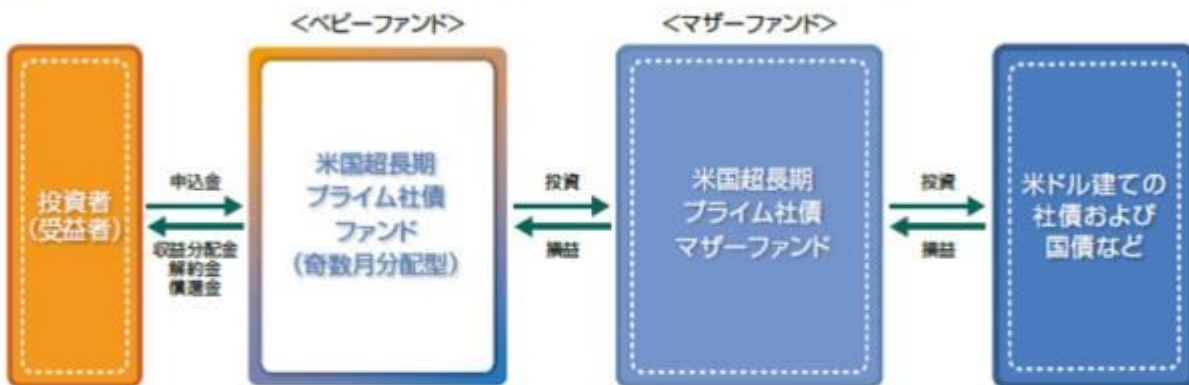 <ベビーファンド>
<マザーファンド>
投資者
(受益者)
申込金
収益分配金
解約金
償還金
米国超長期
プライム社債
ファンド
(奇数月分配型)
投資
損益
米国超長期
プライム社債
マザーファンド
投資
損益
米ドル建ての
社債および
国債など